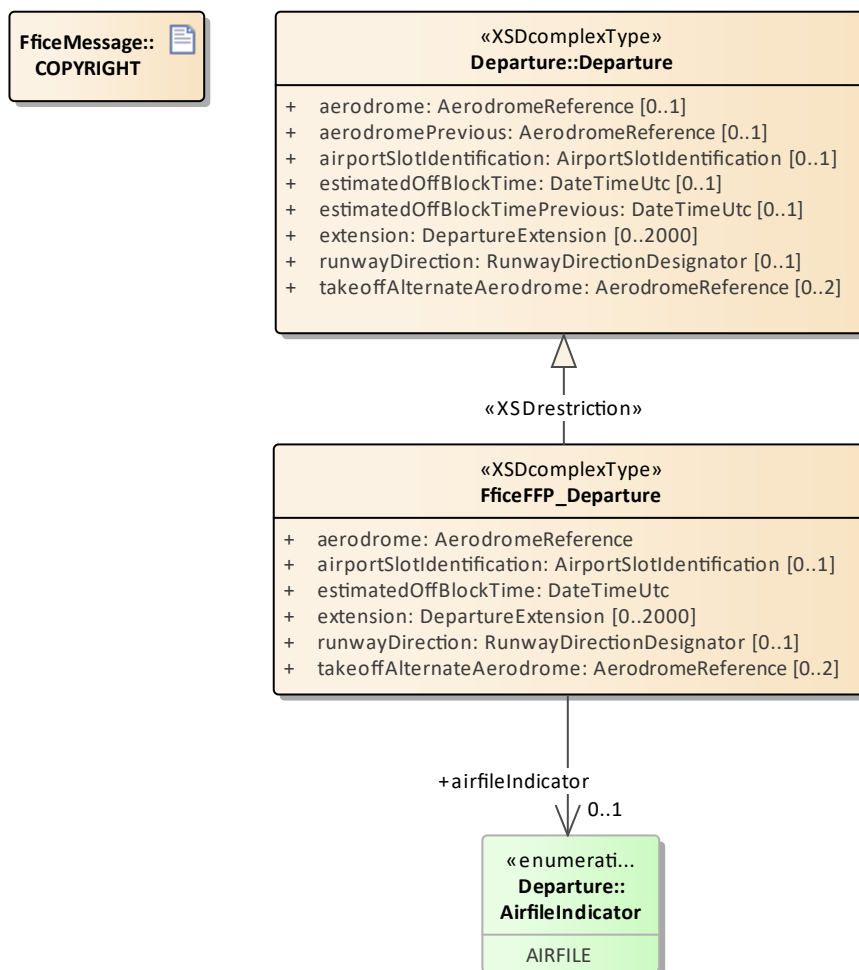 FficeMessage::
COPYRIGHT
«XSDcomplexType»
Departure::Departure
+ aerodrome: AerodromeReference [0..1]
+ aerodromePrevious: AerodromeReference [0..1]
+ airportSlotIdentification: AirportSlotIdentification [0..1]
+ estimatedOffBlockTime: DateTimeUtc [0..1]
+ estimatedOffBlockTimePrevious: DateTimeUtc [0..1]
+ extension: DepartureExtension [0..2000]
+ runwayDirection: RunwayDirectionDesignator [0..1]
+ takeoffAlternateAerodrome: AerodromeReference [0..2]
«XSDrestriction»
«XSDcomplexType»
FficeFFP_Departure
+ aerodrome: AerodromeReference
+ airportSlotIdentification: AirportSlotIdentification [0..1]
+ estimatedOffBlockTime: DateTimeUtc
+ extension: DepartureExtension [0..2000]
+ runwayDirection: RunwayDirectionDesignator [0..1]
+ takeoffAlternateAerodrome: AerodromeReference [0..2]
+airfileIndicator
0..1
«enumerati...
Departure::
AirfileIndicator
AIRFILE